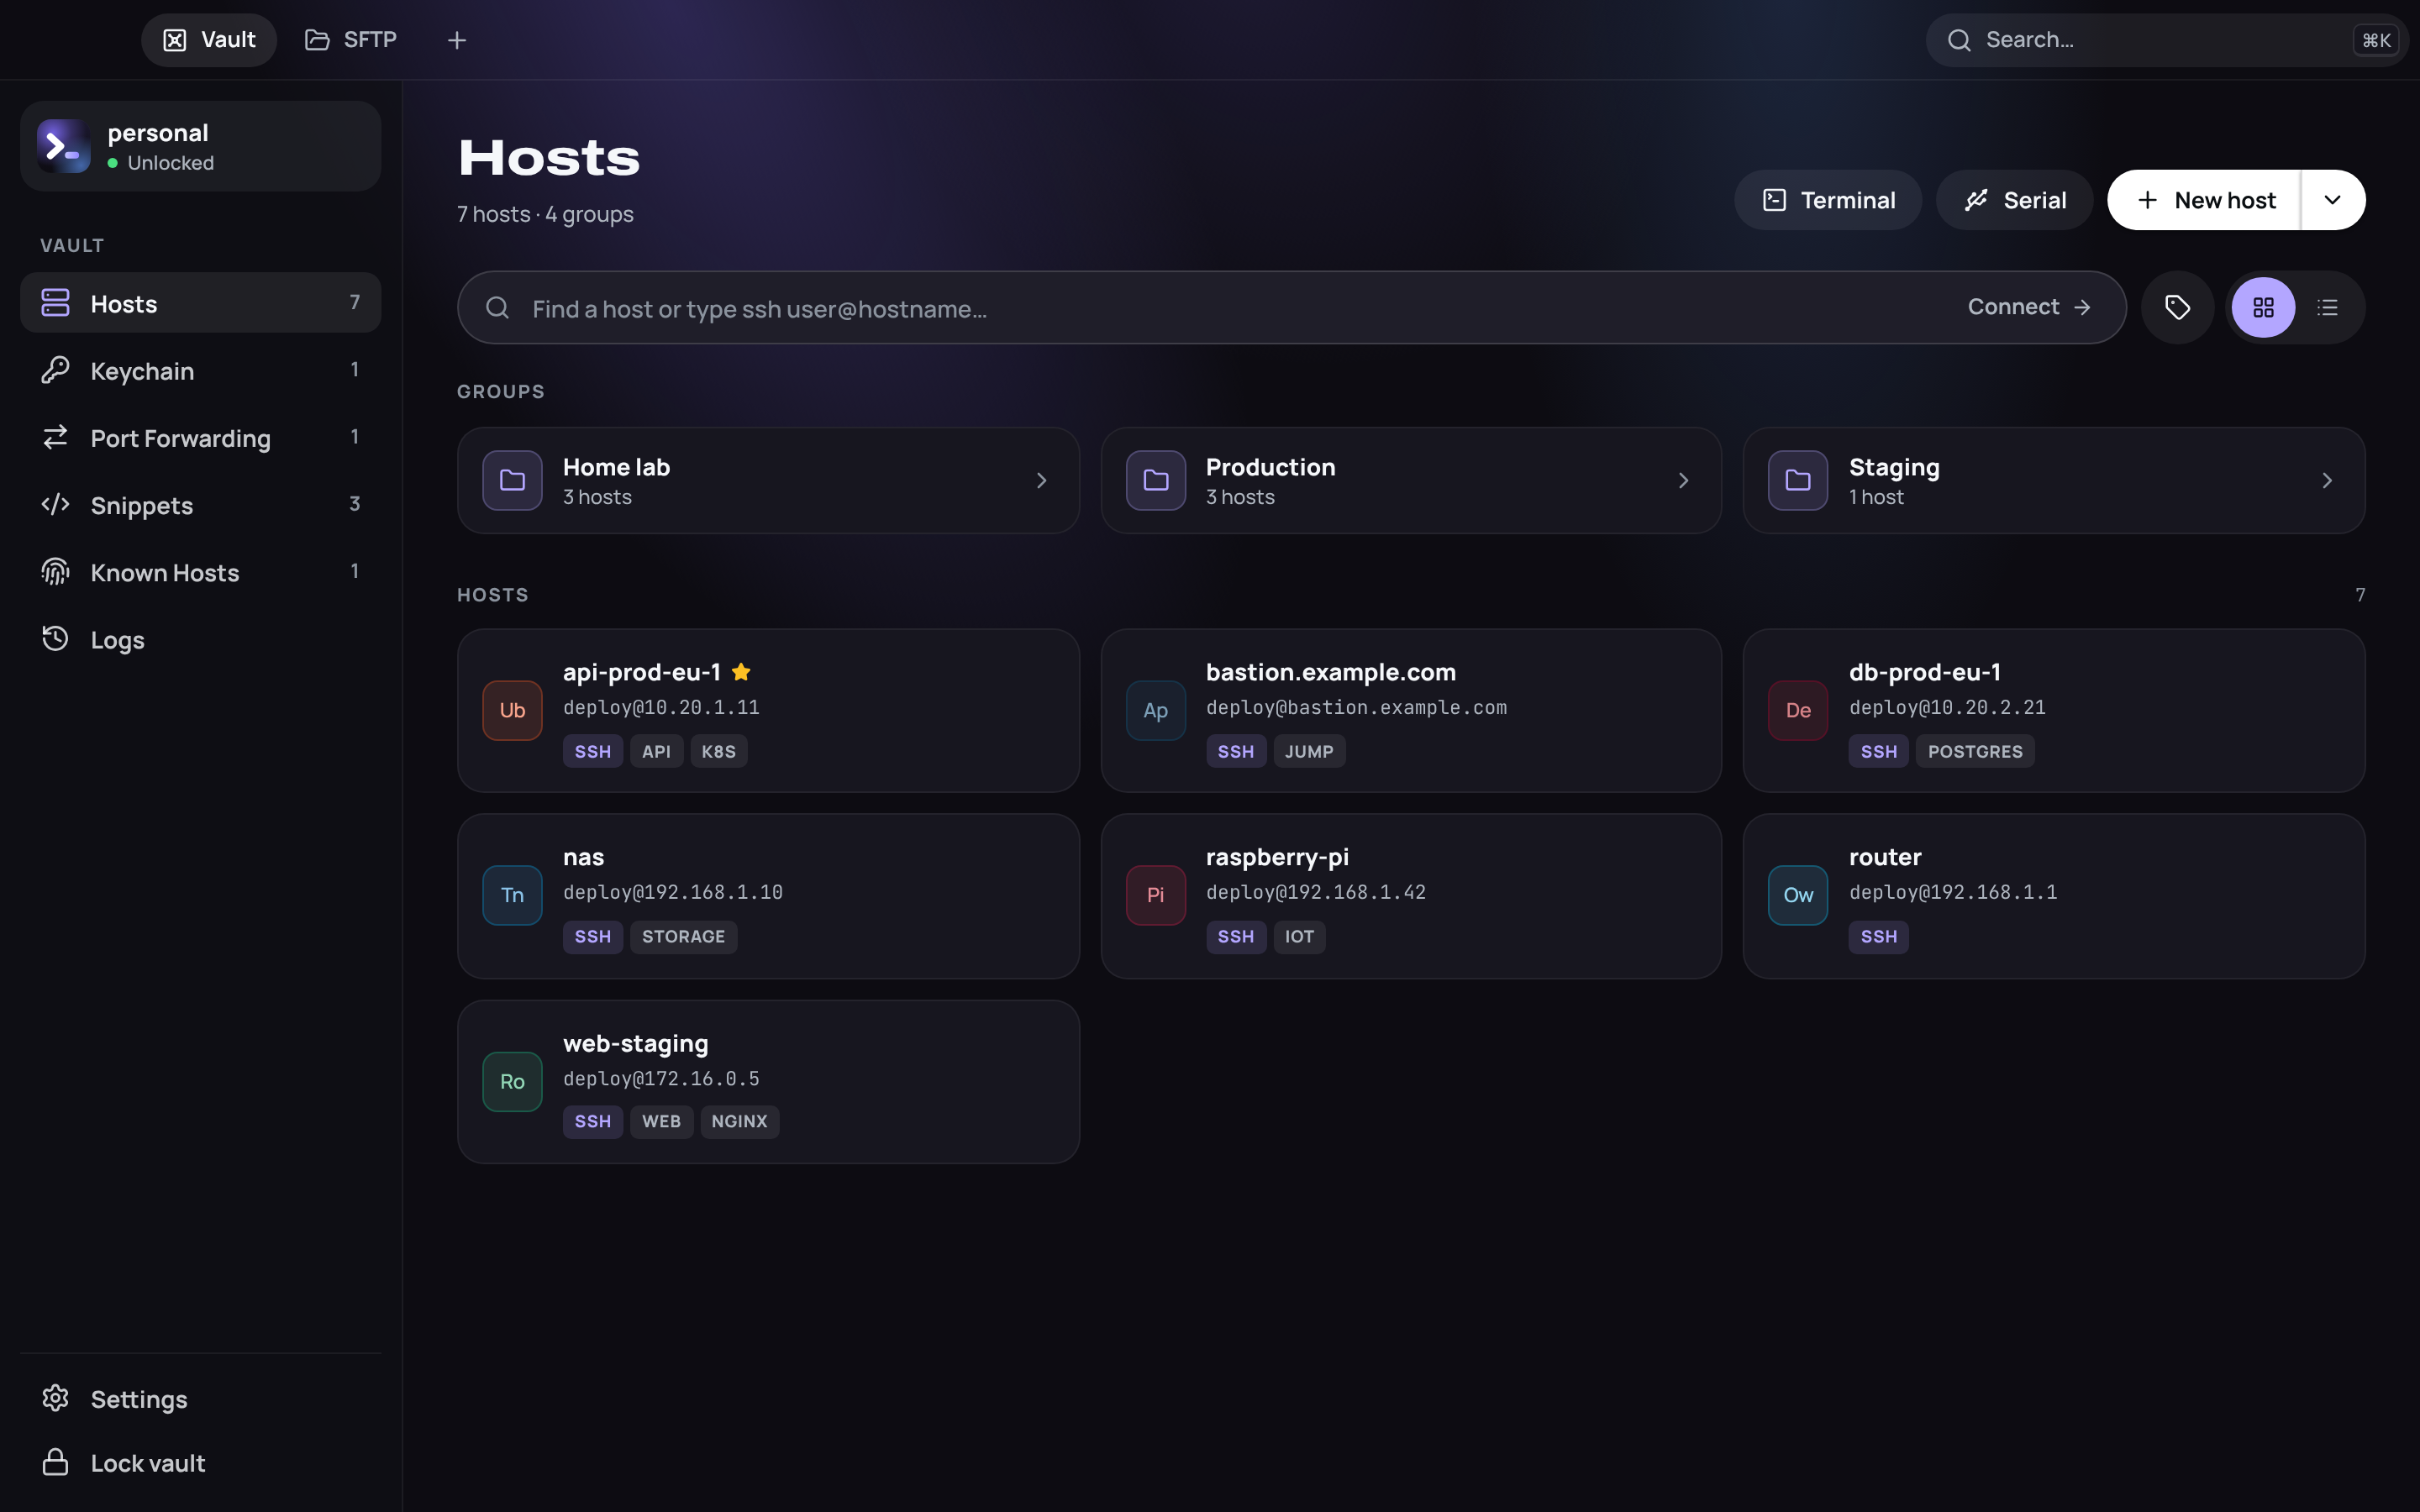 Vault
SFTP
Search...
⌘K
personal
Unlocked
VAULT
Hosts 7
Keychain 1
Port Forwarding 1
Snippets 3
Known Hosts 1
Logs
Settings
Lock vault
Hosts
7 hosts · 4 groups
Terminal
Serial
New host
Find a host or type ssh user@hostname...
Connect
GROUPS
Home lab
3 hosts
Production
3 hosts
Staging
1 host
HOSTS 7
Ub
api-prod-eu-1
deploy@10.20.1.11
SSH API K8S
Ap
bastion.example.com
deploy@bastion.example.com
SSH JUMP
De
db-prod-eu-1
deploy@10.20.2.21
SSH POSTGRES
Tn
nas
deploy@192.168.1.10
SSH STORAGE
Pi
raspberry-pi
deploy@192.168.1.42
SSH IOT
Ow
router
deploy@192.168.1.1
SSH
Ro
web-staging
deploy@172.16.0.5
SSH WEB NGINX